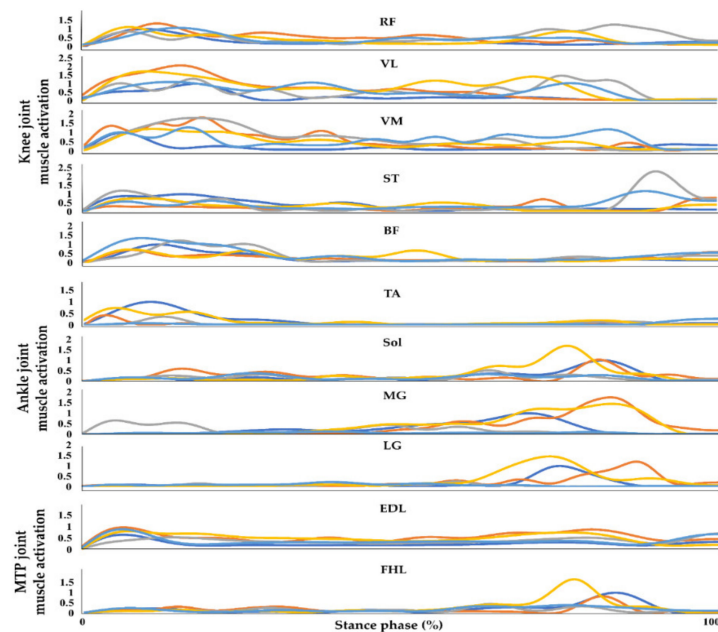 Knee joint
muscle activation
RF
1.5
1
0.5
0
VL
2.5
2
1.5
1
0.5
0
VM
2
1.5
1
0.5
0
ST
2.5
2
1.5
1
0.5
0
BF
2
1.5
1
0.5
0
Ankle joint
muscle activation
TA
1.5
1
0.5
0
Sol
2
1.5
1
0.5
0
MG
2
1.5
1
0.5
0
LG
2
1.5
1
0.5
0
MTP joint
muscle activation
EDL
1.5
1
0.5
0
FHL
1.5
1
0.5
0
0 Stance phase (%) 100